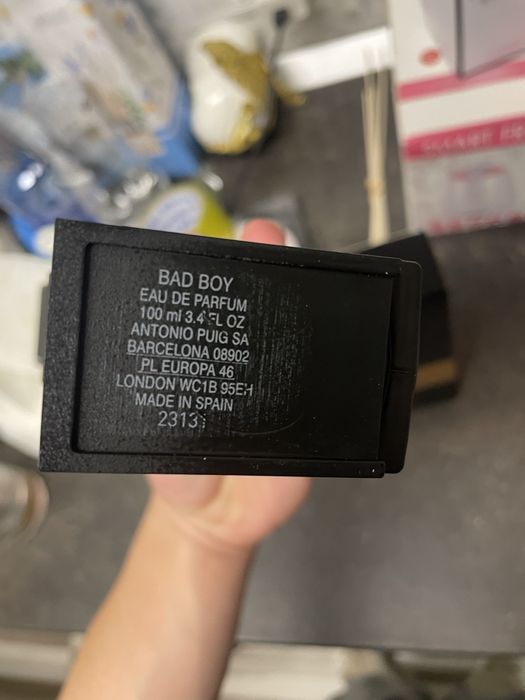 BAD BOY
EAU DE PARFUM
100 ml 3.4 FL OZ
ANTONIO PUIG SA
BARCELONA 08902
PL EUROPA 46
LONDON WC1B 95EH
MADE IN SPAIN
2313